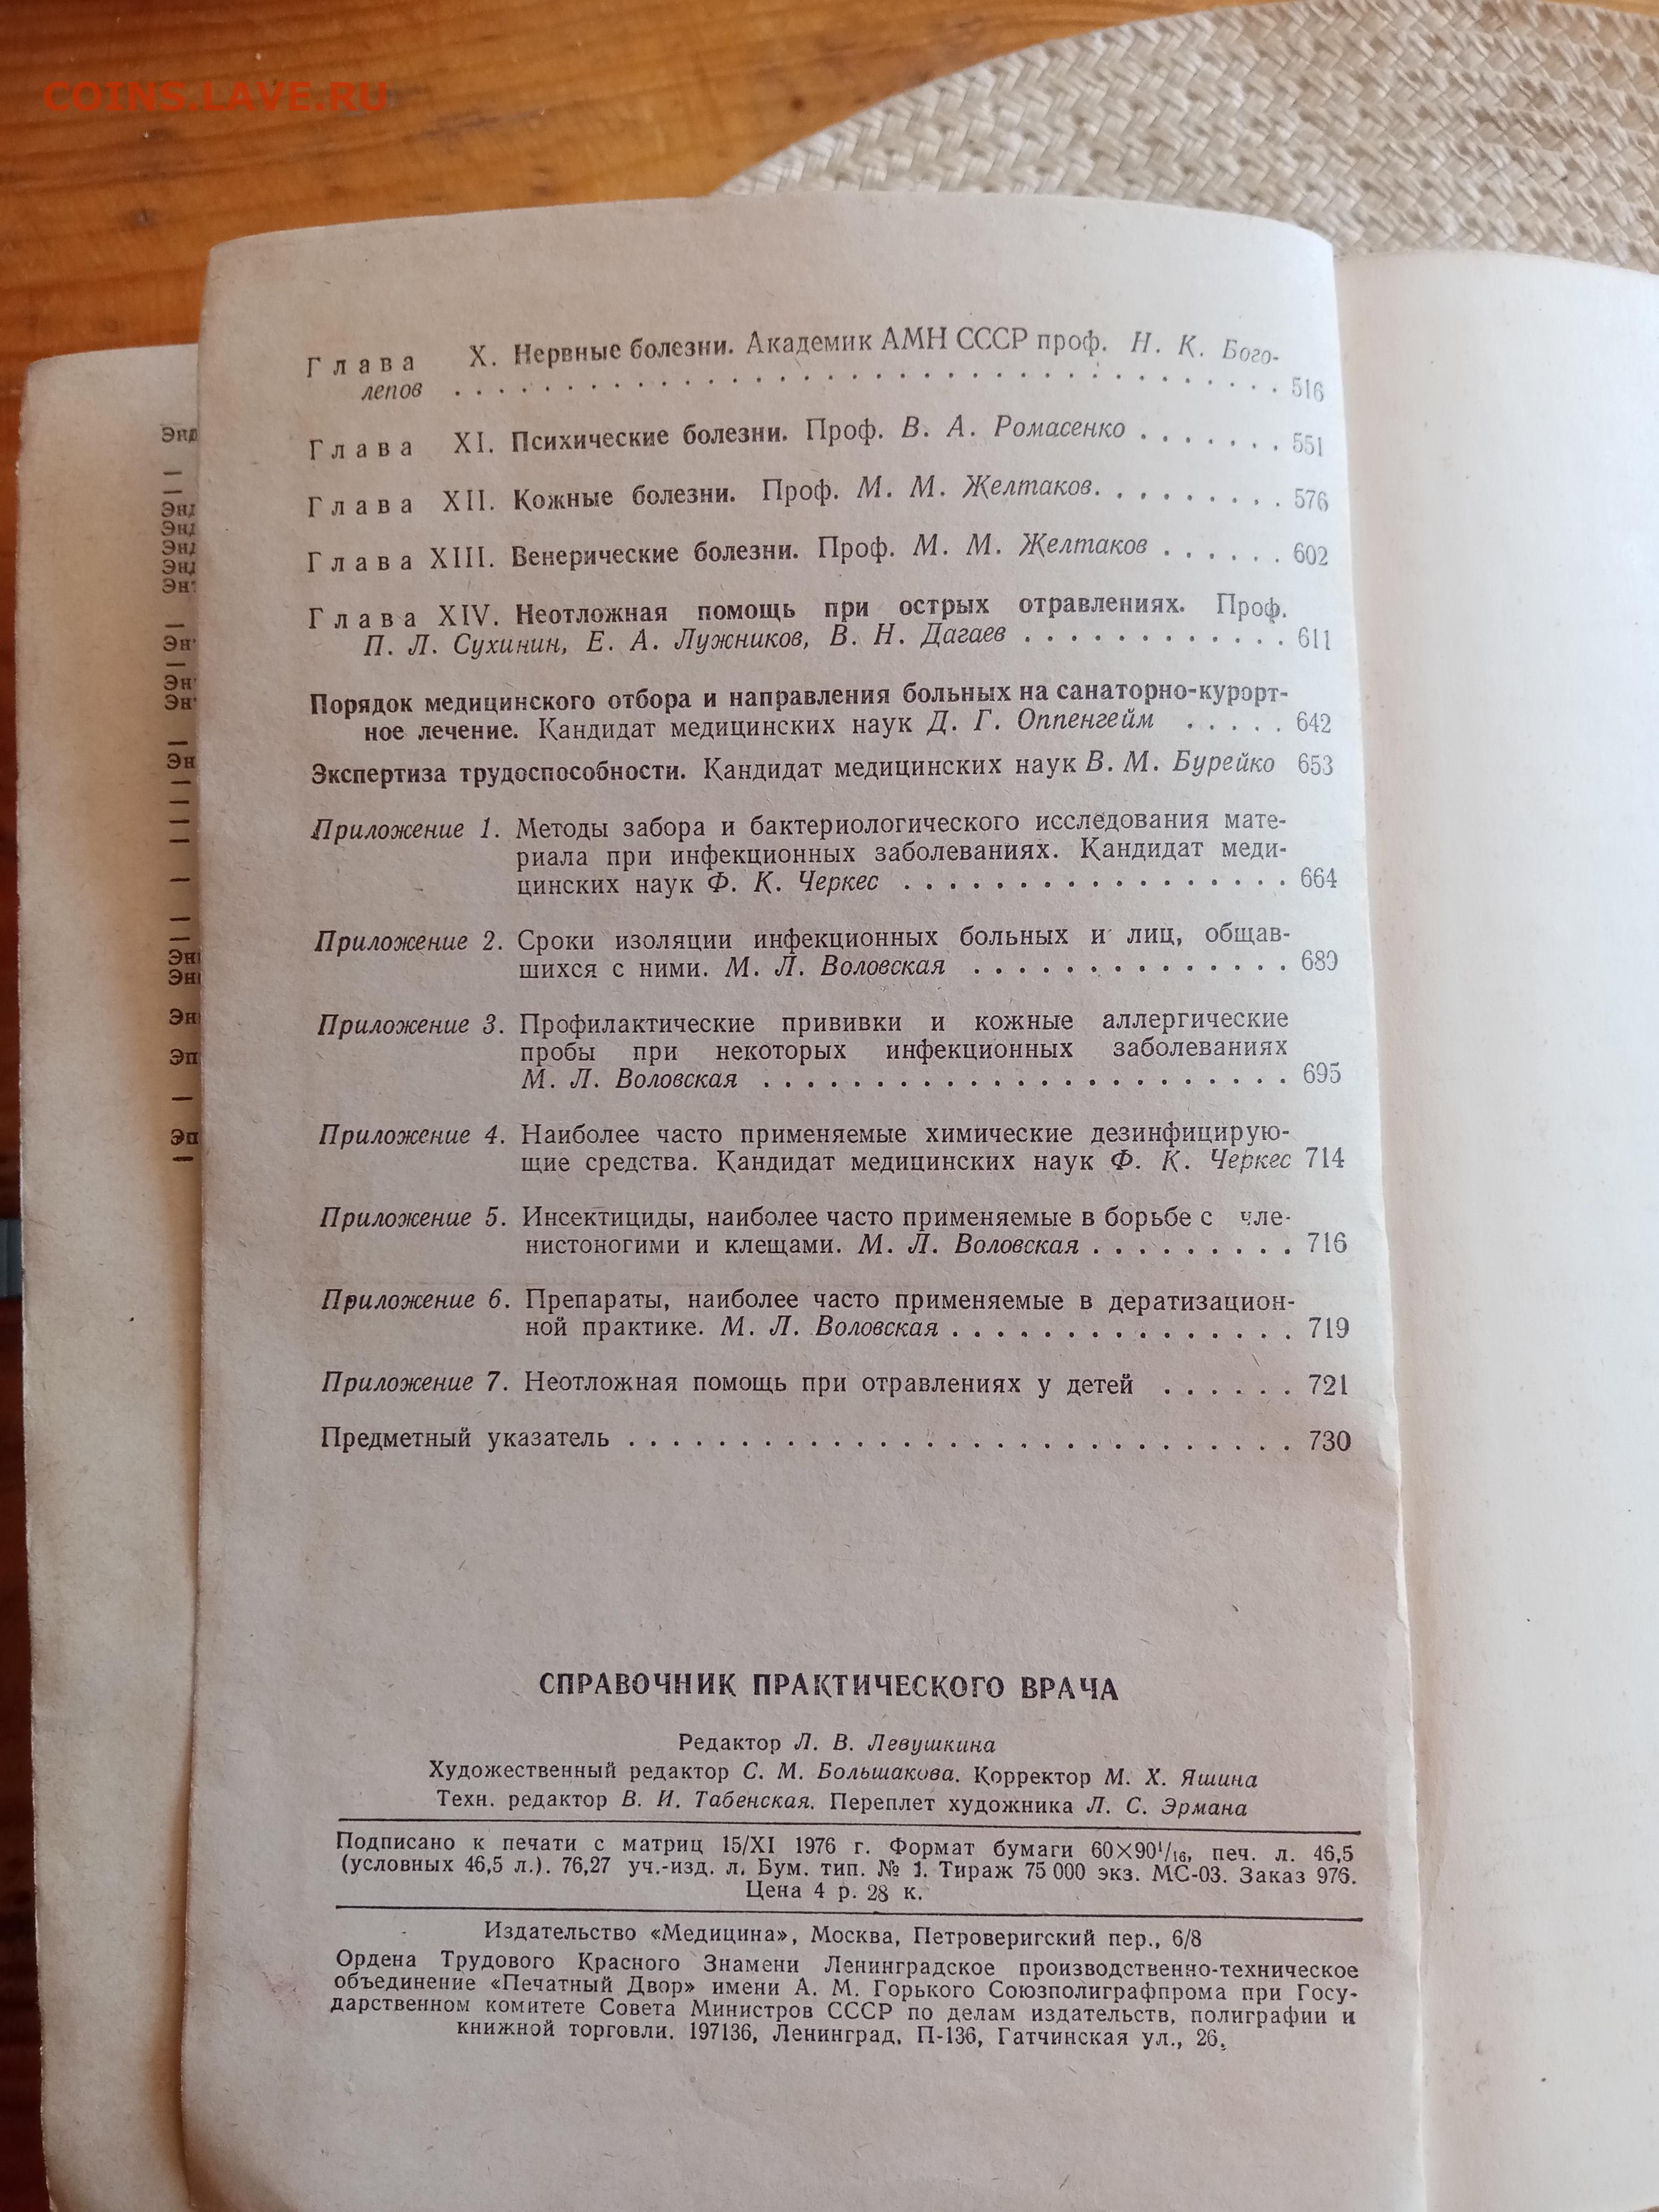 COINS.LAVE.RU
Глава X. Нервные болезни. Академик АМН СССР проф. Н. К. Бого-
лепов . . . . . . . . . . . . . . . . . . . . . . . . . . . . . 516
Глава XI. Психические болезни. Проф. В. А. Ромасенко . . . . . . . 551
Глава XII. Кожные болезни. Проф. М. М. Желтаков. . . . . . . . . 576
Глава XIII. Венерические болезни. Проф. М. М. Желтаков . . . . . . 602
Глава XIV. Неотложная помощь при острых отравлениях. Проф.
П. Л. Сухинин, Е. А. Лужников, В. Н. Дагаев . . . . . . . . . . . . 611
Порядок медицинского отбора и направления больных на санаторно-курорт-
ное лечение. Кандидат медицинских наук Д. Г. Оппенгейм . . . . . 642
Экспертиза трудоспособности. Кандидат медицинских наук В. М. Бурейко 653
Приложение 1. Методы забора и бактериологического исследования мате-
риала при инфекционных заболеваниях. Кандидат меди-
цинских наук Ф. К. Черкес . . . . . . . . . . . . . . . . . 664
Приложение 2. Сроки изоляции инфекционных больных и лиц, общав-
шихся с ними. М. Л. Воловская . . . . . . . . . . . . . . 689
Приложение 3. Профилактические прививки и кожные аллергические
пробы при некоторых инфекционных заболеваниях
М. Л. Воловская . . . . . . . . . . . . . . . . . . . . . . 695
Приложение 4. Наиболее часто применяемые химические дезинфицирую-
щие средства. Кандидат медицинских наук Ф. К. Черкес 714
Приложение 5. Инсектициды, наиболее часто применяемые в борьбе с чле-
нистоногими и клещами. М. Л. Воловская . . . . . . . . . 716
Приложение 6. Препараты, наиболее часто применяемые в дератизацион-
ной практике. М. Л. Воловская . . . . . . . . . . . . . . . 719
Приложение 7. Неотложная помощь при отравлениях у детей . . . . . . 721
Предметный указатель . . . . . . . . . . . . . . . . . . . . . . . . . . . . . 730
СПРАВОЧНИК ПРАКТИЧЕСКОГО ВРАЧА
Редактор Л. В. Левушкина
Художественный редактор С. М. Большакова. Корректор М. Х. Яшина
Техн. редактор В. И. Табенская. Переплет художника Л. С. Эрмана
Подписано к печати с матриц 15/XI 1976 г. Формат бумаги 60×90¹/₁₆, печ. л. 46,5
(условных 46,5 л.). 76,27 уч.-изд. л. Бум. тип. № 1. Тираж 75 000 экз. МС-03. Заказ 976.
Цена 4 р. 28 к.
Издательство «Медицина», Москва, Петроверигский пер., 6/8
Ордена Трудового Красного Знамени Ленинградское производственно-техническое
объединение «Печатный Двор» имени А. М. Горького Союзполиграфпрома при Госу-
дарственном комитете Совета Министров СССР по делам издательств, полиграфии и
книжной торговли. 197136, Ленинград, П-136, Гатчинская ул., 26.